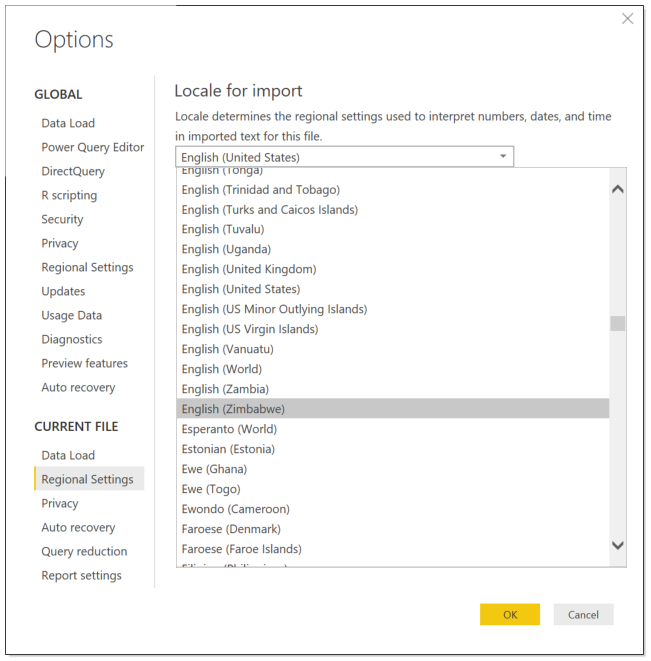 Options
GLOBAL
Data Load
Power Query Editor
DirectQuery
R scripting
Security
Privacy
Regional Settings
Updates
Usage Data
Diagnostics
Preview features
Auto recovery
CURRENT FILE
Data Load
Regional Settings
Privacy
Auto recovery
Query reduction
Report settings
Locale for import
Locale determines the regional settings used to interpret numbers, dates, and time
in imported text for this file.
English (United States)
English (Tonga)
English (Trinidad and Tobago)
English (Turks and Caicos Islands)
English (Tuvalu)
English (Uganda)
English (United Kingdom)
English (United States)
English (US Minor Outlying Islands)
English (US Virgin Islands)
English (Vanuatu)
English (World)
English (Zambia)
English (Zimbabwe)
Esperanto (World)
Estonian (Estonia)
Ewe (Ghana)
Ewe (Togo)
Ewondo (Cameroon)
Faroese (Denmark)
Faroese (Faroe Islands)
Filipino (Philippines)
OK
Cancel